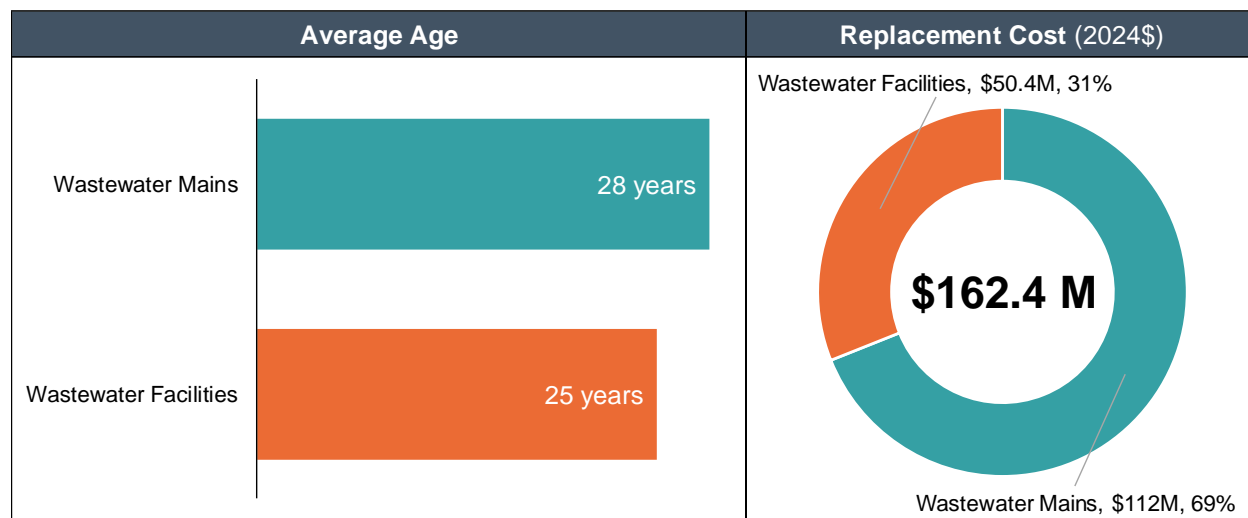 Average Age
Wastewater Mains
28 years
Wastewater Facilities
25 years
Replacement Cost (2024$)
Wastewater Facilities, $50.4M, 31%
$162.4 M
Wastewater Mains, $112M, 69%